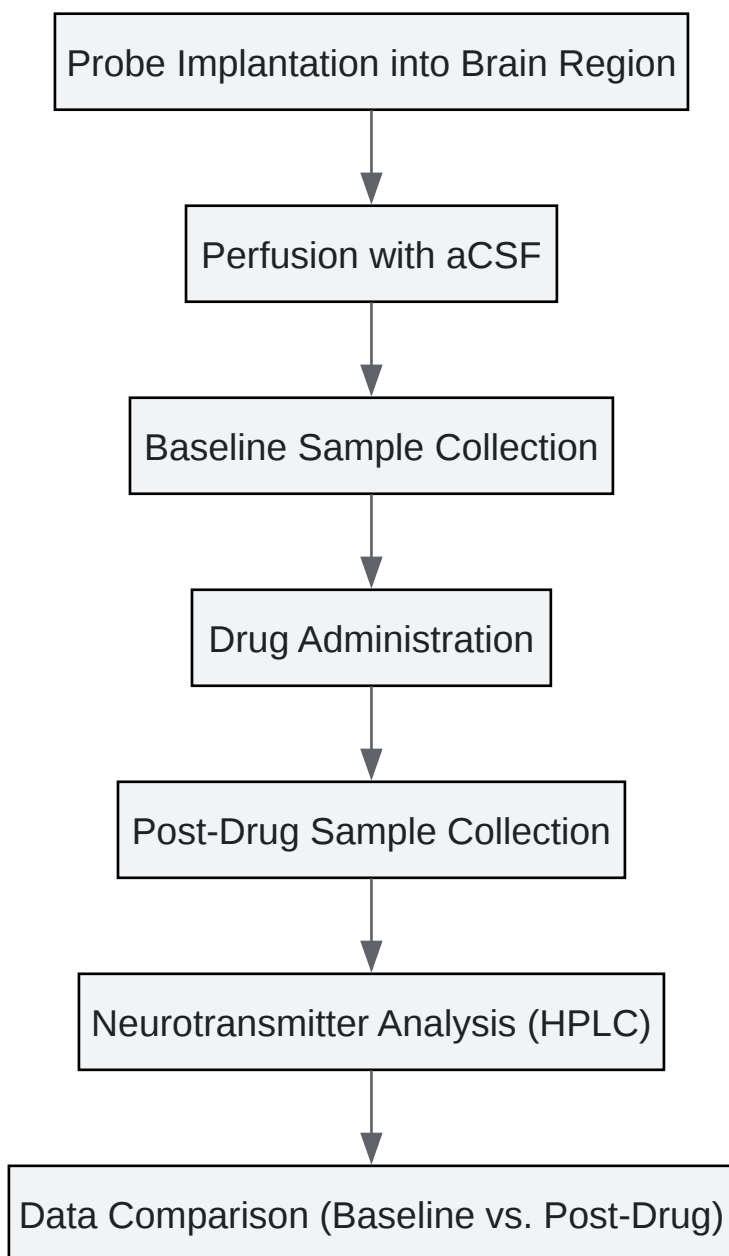 Probe Implantation into Brain Region
Perfusion with aCSF
Baseline Sample Collection
Drug Administration
Post-Drug Sample Collection
Neurotransmitter Analysis (HPLC)
Data Comparison (Baseline vs. Post-Drug)